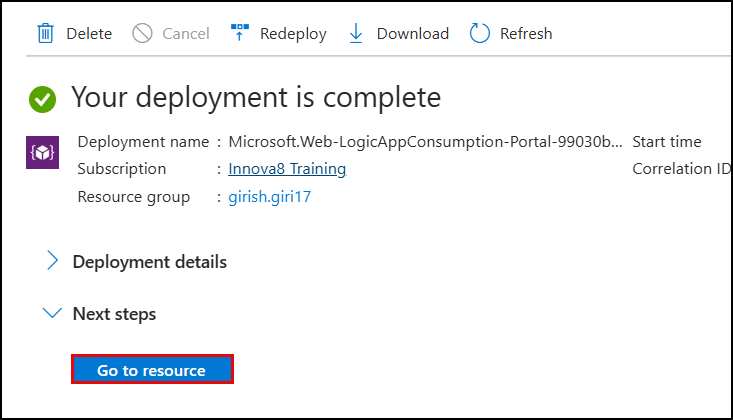 Delete Cancel Redeploy Download Refresh
Your deployment is complete
Deployment name : Microsoft.Web-LogicAppConsumption-Portal-99030b... Start time
Subscription : Innova8 Training Correlation ID
Resource group : girish.giri17
Deployment details
Next steps
Go to resource